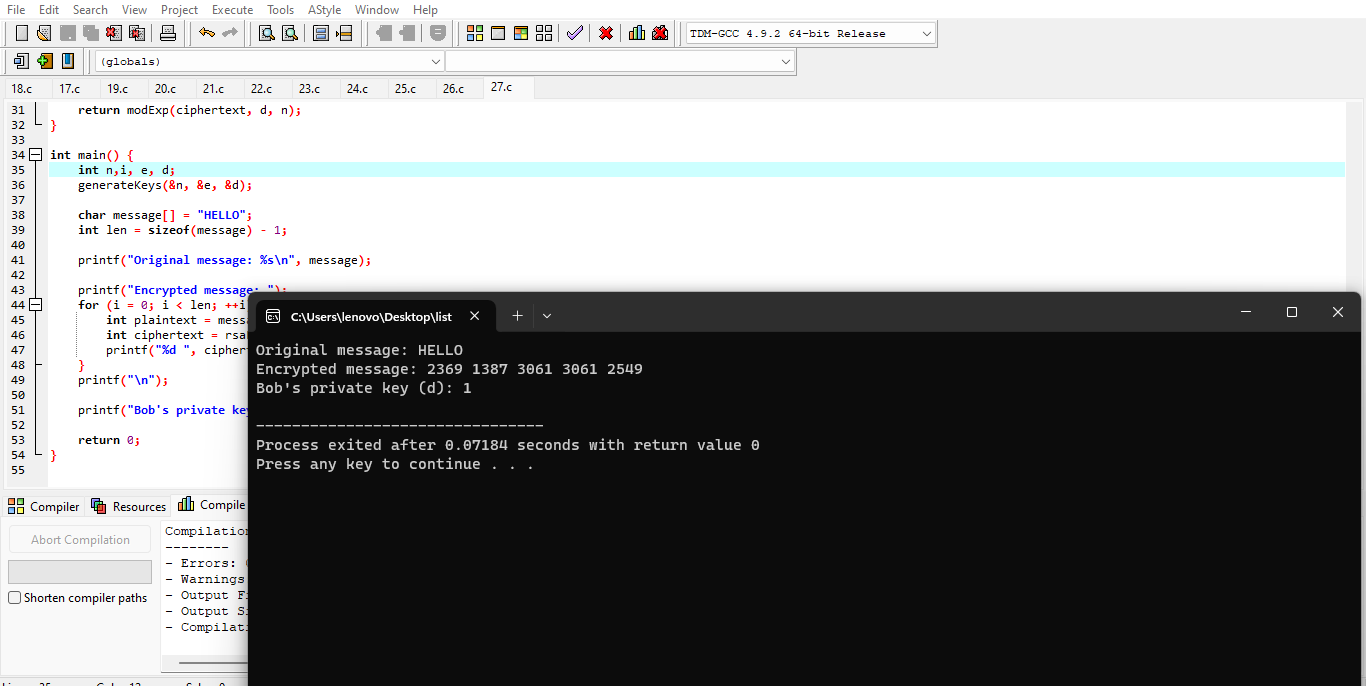 File Edit Search View Project Execute Tools AStyle Window Help
TDM-GCC 4.9.2 64-bit Release
(globals)
18.c 17.c 19.c 20.c 21.c 22.c 23.c 24.c 25.c 26.c 27.c
31 return modExp(ciphertext, d, n);
32 }
33
34 int main() {
35 int n,i, e, d;
36 generateKeys(&n, &e, &d);
37
38 char message[] = "HELLO";
39 int len = sizeof(message) - 1;
40
41 printf("Original message: %s\n", message);
42
43 printf("Encrypted message: ");
44 for (i = 0; i < len; ++i
45 int plaintext = messa
46 int ciphertext = rsa
47 printf("%d ", cipher
48 }
49 printf("\n");
50
51 printf("Bob's private key
52
53 return 0;
54 }
55
C:\Users\lenovo\Desktop\list
Original message: HELLO
Encrypted message: 2369 1387 3061 3061 2549
Bob's private key (d): 1
--------------------------------
Process exited after 0.07184 seconds with return value 0
Press any key to continue . . .
Compiler Resources Compile
Abort Compilation
Shorten compiler paths
Compilation
--------
- Errors:
- Warnings
- Output Fi
- Output Si
- Compilati